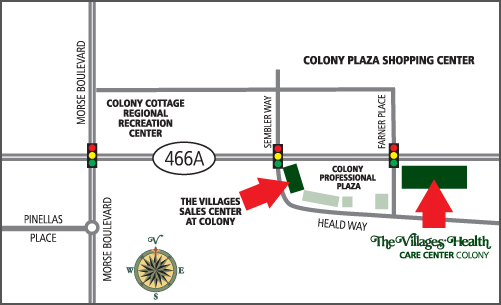 COLONY PLAZA SHOPPING CENTER
MORSE BOULEVARD
COLONY COTTAGE
REGIONAL
RECREATION
CENTER
SEMBLER WAY
FARNER PLACE
466A
COLONY
PROFESSIONAL
PLAZA
THE VILLAGES
SALES CENTER
AT COLONY
PINELLAS
PLACE
MORSE BOULEVARD
HEALD WAY
The Villages Health
CARE CENTER COLONY
V
W
E
S